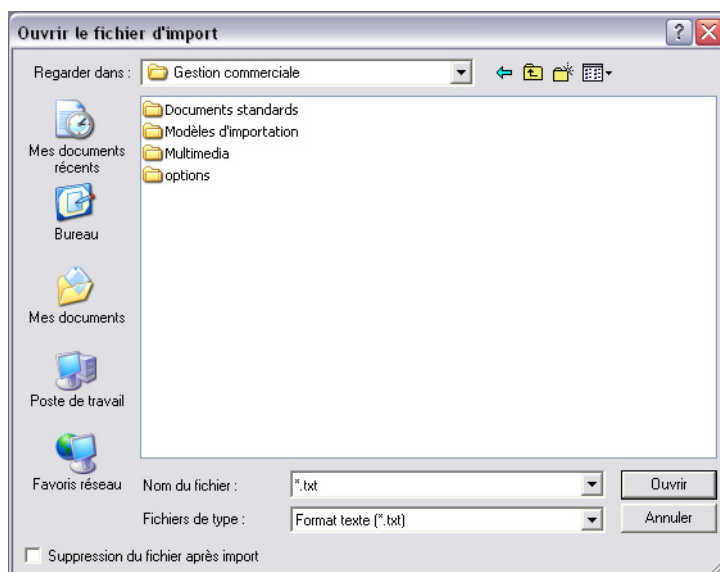 Ouvrir le fichier d'import
Regarder dans :
Gestion commerciale
Documents standards
Modèles d'importation
Multimedia
options
Mes documents
récents
Bureau
Mes documents
Poste de travail
Favoris réseau
Nom du fichier :
*.txt
Ouvrir
Fichiers de type :
Format texte (*.txt)
Annuler
Suppression du fichier après import